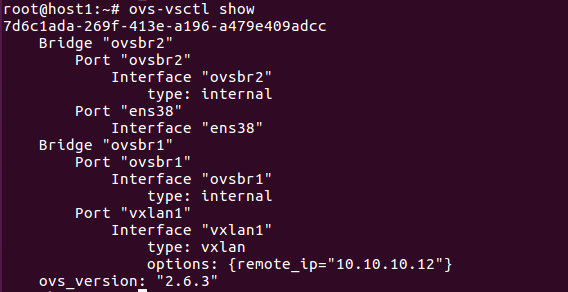 root@host1:~# ovs-vsctl show
7d6c1ada-269f-413e-a196-a479e409adcc
    Bridge "ovsbr2"
        Port "ovsbr2"
            Interface "ovsbr2"
                type: internal
        Port "ens38"
            Interface "ens38"
    Bridge "ovsbr1"
        Port "ovsbr1"
            Interface "ovsbr1"
                type: internal
        Port "vxlan1"
            Interface "vxlan1"
                type: vxlan
                options: {remote_ip="10.10.10.12"}
    ovs_version: "2.6.3"